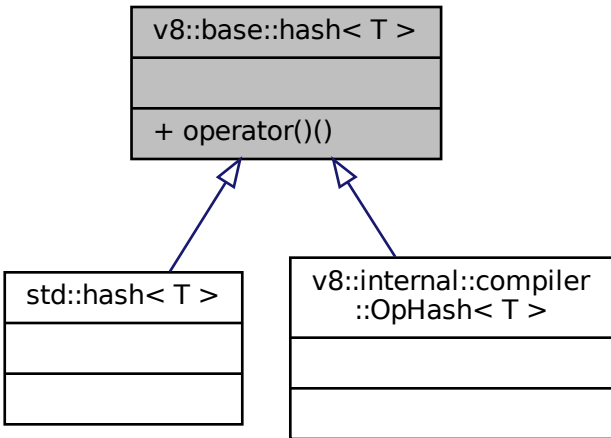 v8::base::hash< T >
+ operator()()
std::hash< T >
v8::internal::compiler
::OpHash< T >